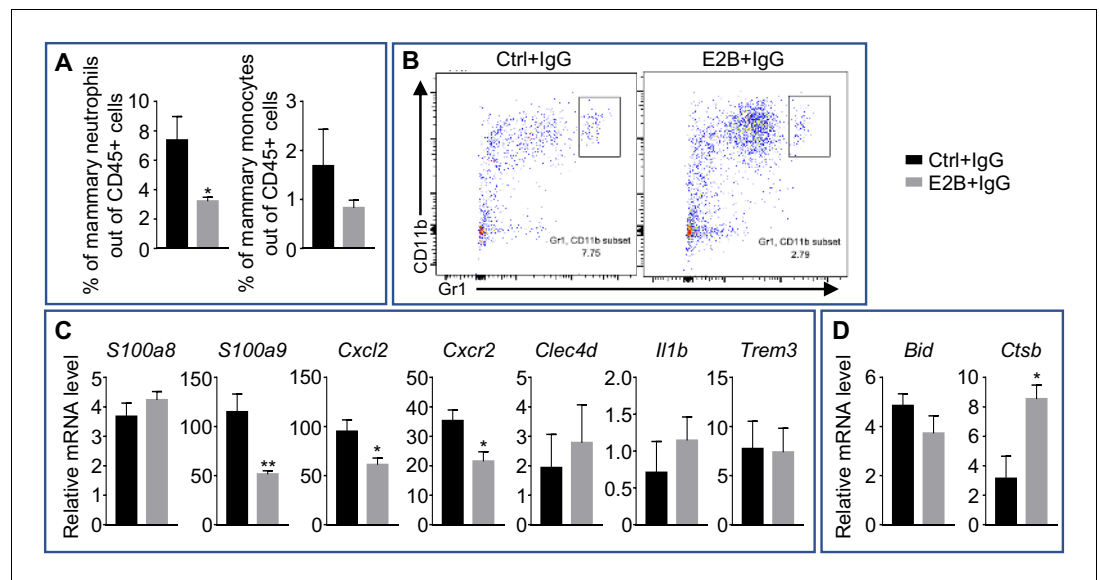 A
% of mammary neutrophils
out of CD45+ cells
10
8
6
4
2
0
*
% of mammary monocytes
out of CD45+ cells
3
2
1
0
B
Ctrl+IgG
E2B+IgG
CD11b
Gr1
Gr1, CD11b subset
7.75
Gr1, CD11b subset
2.79
Ctrl+IgG
E2B+IgG
C
Relative mRNA level
S100a8
5
4
3
2
1
0
S100a9
150
100
50
0
**
Cxcl2
150
100
50
0
*
Cxcr2
50
40
30
20
10
0
*
Clec4d
5
4
3
2
1
0
Il1b
2.0
1.5
1.0
0.5
0
Trem3
15
10
5
0
D
Relative mRNA level
Bid
6
4
2
0
Ctsb
10
8
6
4
2
0
*